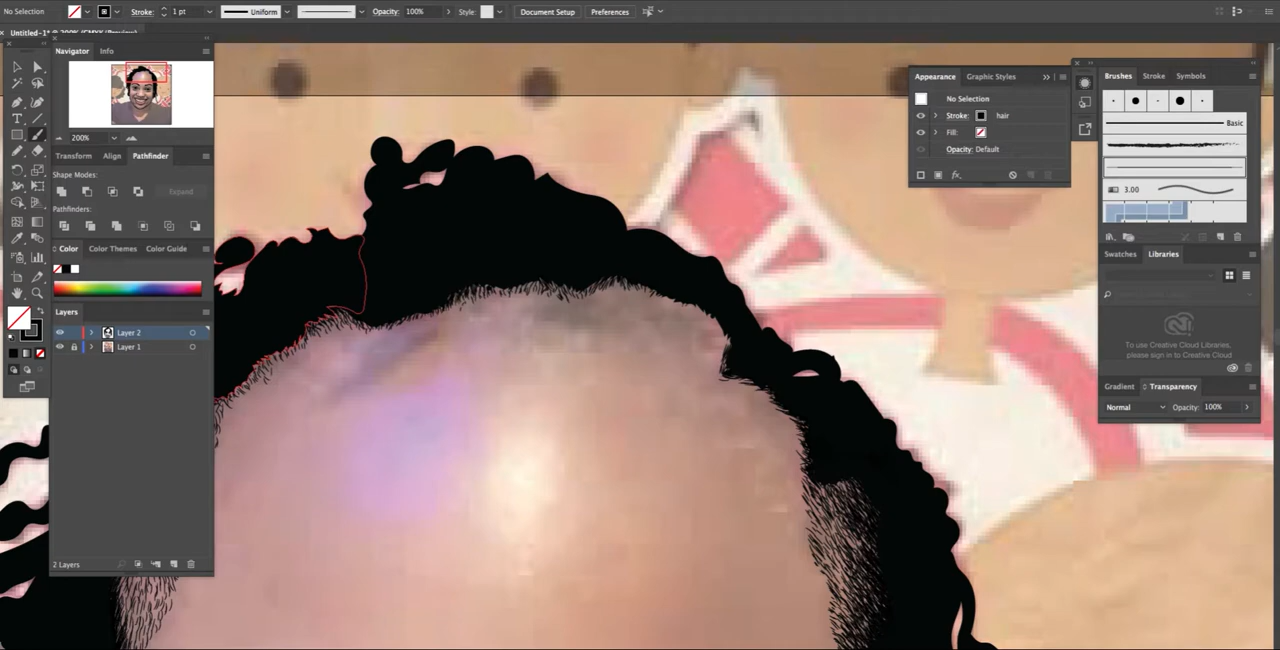 No Selection
Stroke:
1 pt
Uniform
Opacity:
100%
Style:
Document Setup
Preferences
Navigator
Info
200%
Transform
Align
Pathfinder
Shape Modes:
Expand
Pathfinders:
Color
Color Themes
Color Guide
Layers
Layer 2
Layer 1
2 Layers
Appearance
Graphic Styles
No Selection
Stroke:
hair
Fill:
Opacity: Default
Brushes
Stroke
Symbols
Basic
3.00
Swatches
Libraries
To use Creative Cloud Libraries,
please sign in to Creative Cloud
Gradient
Transparency
Normal
Opacity:
100%